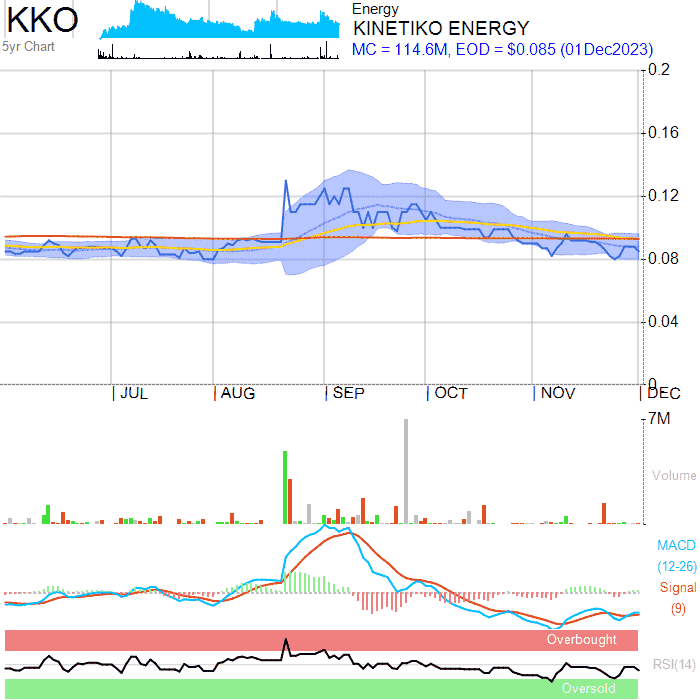 KKO
5yr Chart
Energy
KINETIKO ENERGY
MC = 114.6M, EOD = $0.085 (01Dec2023)
0.2
0.16
0.12
0.08
0.04
0
JUL
AUG
SEP
OCT
NOV
DEC
7M
Volume
MACD
(12-26)
Signal
(9)
Overbought
RSI(14)
Oversold